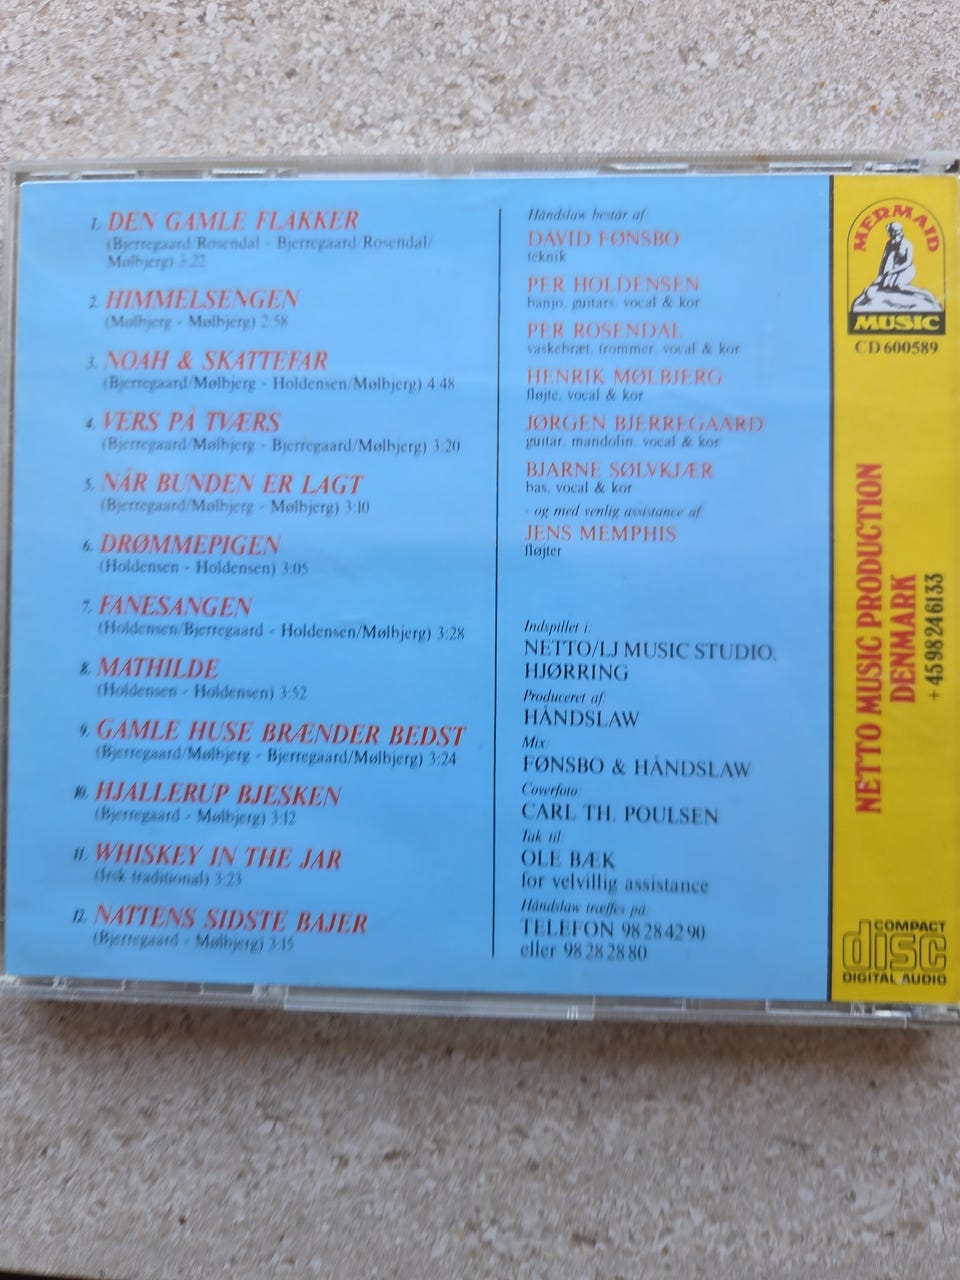 1. DEN GAMLE FLAKKER
(Bjerregaard/Rosendal - Bjerregaard/Rosendal/
Mølbjerg) 3:22
2. HIMMELSENGEN
(Mølbjerg - Mølbjerg) 2:58
3. NOAH & SKATTEFAR
(Bjerregaard/Mølbjerg - Holdensen/Mølbjerg) 4.48
4. VERS PÅ TVÆRS
(Bjerregaard/Mølbjerg - Bjerregaard/Mølbjerg) 3:20
5. NÅR BUNDEN ER LAGT
(Bjerregaard/Mølbjerg - Mølbjerg) 3:10
6. DRØMMEPIGEN
(Holdensen - Holdensen) 3:05
7. FANESANGEN
(Holdensen/Bjerregaard - Holdensen/Mølbjerg) 3:28
8. MATHILDE
(Holdensen - Holdensen) 3:52
9. GAMLE HUSE BRÆNDER BEDST
(Bjerregaard/Mølbjerg - Bjerregaard/Mølbjerg) 3:24
10. HJALLERUP BJESKEN
(Bjerregaard - Mølbjerg) 3:12
11. WHISKEY IN THE JAR
(Irsk traditional) 3:23
12. NATTENS SIDSTE BAJER
(Bjerregaard - Mølbjerg) 3:15
Håndslaw består af:
DAVID FØNSBO
teknik
PER HOLDENSEN
banjo, guitars, vocal & kor
PER ROSENDAL
vaskebræt, trommer, vocal & kor
HENRIK MØLBJERG
fløjte, vocal & kor
JØRGEN BJERREGAARD
guitar, mandolin, vocal & kor
BJARNE SØLVKJÆR
bas, vocal & kor
- og med venlig assistance af:
JENS MEMPHIS
fløjter
Indspillet i:
NETTO/LJ MUSIC STUDIO,
HJØRRING
Produceret af:
HÅNDSLAW
Mix:
FØNSBO & HÅNDSLAW
Coverfoto:
CARL TH. POULSEN
Tak til:
OLE BÆK
for velvillig assistance
Håndslaw træffes på:
TELEFON 98 28 42 90
eller 98 28 28 80
MERMAID
MUSIC
CD 600589
NETTO MUSIC PRODUCTION
DENMARK
+ 45 98 24 61 33
COMPACT
disc
DIGITAL AUDIO